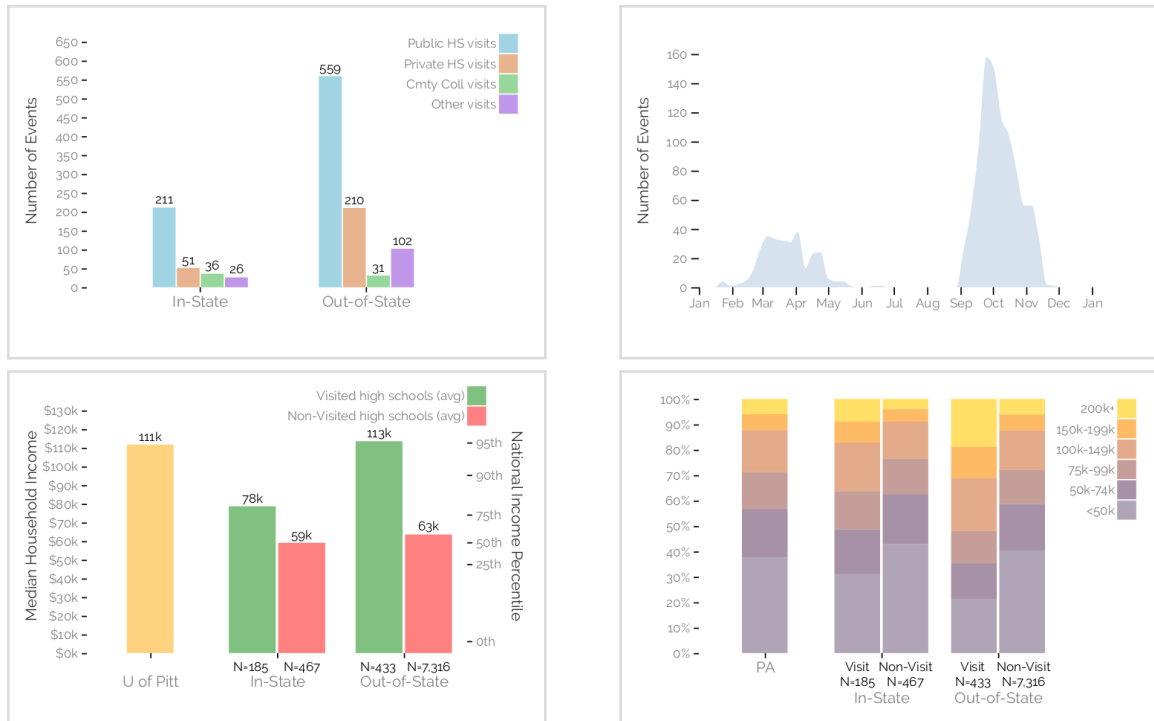 650
600
550
500
450
400
350
300
250
200
150
100
50
0
Number of Events
Public HS visits
Private HS visits
Cmty Coll visits
Other visits
211
51
36
26
559
210
31
102
In-State
Out-of-State
160
140
120
100
80
60
40
20
0
Number of Events
Jan Feb Mar Apr May Jun Jul Aug Sep Oct Nov Dec Jan
$130k
$120k
$110k
$100k
$90k
$80k
$70k
$60k
$50k
$40k
$30k
$20k
$10k
$0k
Median Household Income
Visited high schools (avg)
Non-Visited high schools (avg)
111k
78k
59k
113k
63k
95th
90th
75th
50th
25th
0th
National Income Percentile
N=185 N=467 N=433 N=7,316
U of Pitt In-State Out-of-State
100%
90%
80%
70%
60%
50%
40%
30%
20%
10%
0%
200k+
150k-199k
100k-149k
75k-99k
50k-74k
<50k
PA
Visit Non-Visit Visit Non-Visit
N=185 N=467 N=433 N=7,316
In-State Out-of-State